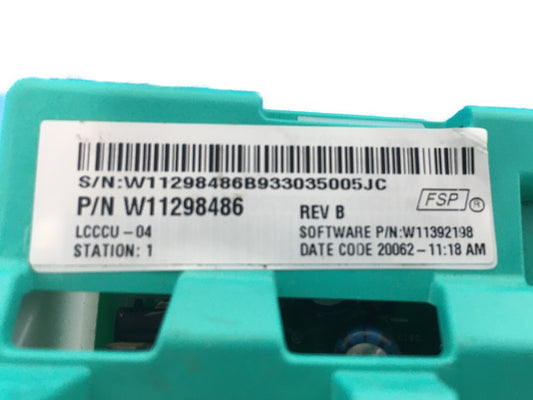 S/N:W11298486B933035005JC
P/N W11298486 REV B FSP ®
LCCCU-04 SOFTWARE P/N:W11392198
STATION: 1 DATE CODE 20062-11:18 AM